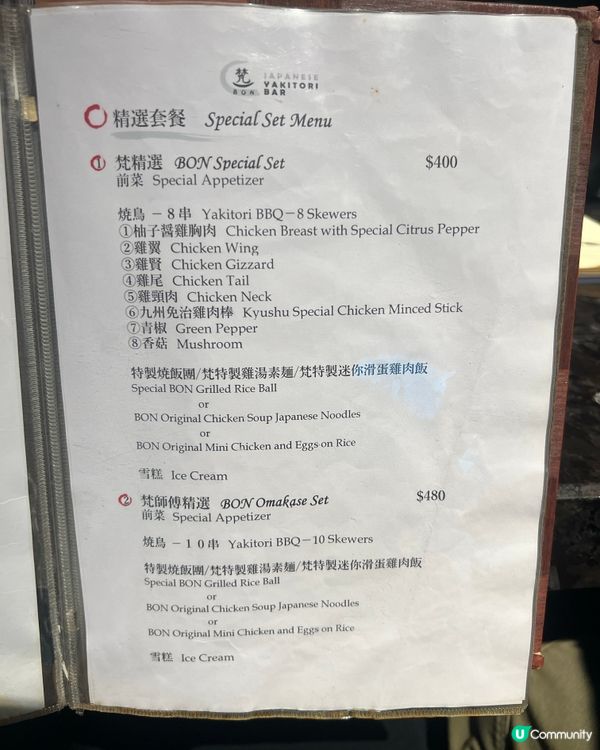 梵 JAPANESE
YAKITORI
BON BAR
精選套餐 Special Set Menu
① 梵精選 BON Special Set $400
前菜 Special Appetizer
燒鳥 － 8 串 Yakitori BBQ－8 Skewers
①柚子醤雞胸肉 Chicken Breast with Special Citrus Pepper
②雞翼 Chicken Wing
③雞賢 Chicken Gizzard
④雞尾 Chicken Tail
⑤雞頸肉 Chicken Neck
⑥九州免治雞肉棒 Kyushu Special Chicken Minced Stick
⑦青椒 Green Pepper
⑧香菇 Mushroom
特製燒飯團/梵特製雞湯素麺/梵特製迷你滑蛋雞肉飯
Special BON Grilled Rice Ball
or
BON Original Chicken Soup Japanese Noodles
or
BON Original Mini Chicken and Eggs on Rice
雪糕 Ice Cream
② 梵師傅精選 BON Omakase Set $480
前菜 Special Appetizer
燒鳥 －１０串 Yakitori BBQ－10 Skewers
特製燒飯團/梵特製雞湯素麺/梵特製迷你滑蛋雞肉飯
Special BON Grilled Rice Ball
or
BON Original Chicken Soup Japanese Noodles
or
BON Original Mini Chicken and Eggs on Rice
雪糕 Ice Cream
U Community